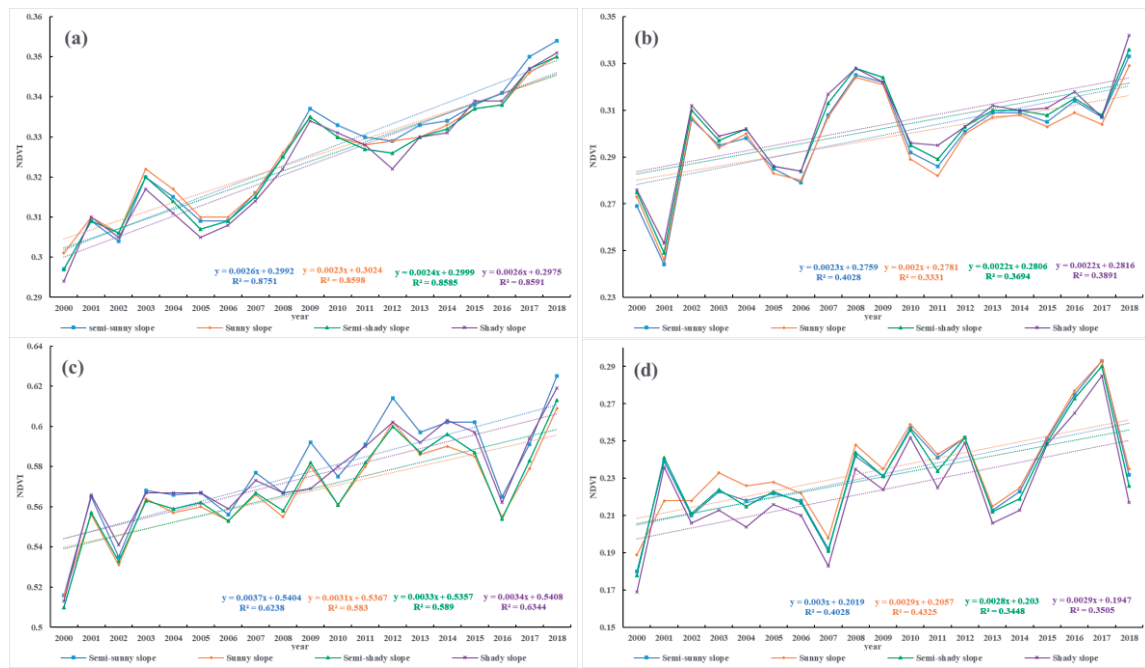 (a)
0.36
0.35
0.34
0.33
0.32
0.31
0.3
0.29
NDVI
y = 0.0026x + 0.2992
R² = 0.8751
y = 0.0023x + 0.3024
R² = 0.8598
y = 0.0024x + 0.2999
R² = 0.8585
y = 0.0026x + 0.2975
R² = 0.8591
2000 2001 2002 2003 2004 2005 2006 2007 2008 2009 2010 2011 2012 2013 2014 2015 2016 2017 2018
year
semi-sunny slope Sunny slope Semi-shady slope Shady slope
(b)
0.35
0.33
0.31
0.29
0.27
0.25
0.23
NDVI
y = 0.0023x + 0.2759
R² = 0.4028
y = 0.002x + 0.2781
R² = 0.3331
y = 0.0022x + 0.2806
R² = 0.3694
y = 0.0022x + 0.2816
R² = 0.3891
2000 2001 2002 2003 2004 2005 2006 2007 2008 2009 2010 2011 2012 2013 2014 2015 2016 2017 2018
year
Semi-sunny slope Sunny slope Semi-shady slope Shady slope
(c)
0.64
0.62
0.6
0.58
0.56
0.54
0.52
0.5
NDVI
y = 0.0037x + 0.5404
R² = 0.6238
y = 0.0031x + 0.5367
R² = 0.583
y = 0.0033x + 0.5357
R² = 0.589
y = 0.0034x + 0.5408
R² = 0.6344
2000 2001 2002 2003 2004 2005 2006 2007 2008 2009 2010 2011 2012 2013 2014 2015 2016 2017 2018
year
Semi-sunny slope Sunny slope Semi-shady slope Shady slope
(d)
0.29
0.27
0.25
0.23
0.21
0.19
0.17
0.15
NDVI
y = 0.003x + 0.2019
R² = 0.4028
y = 0.0029x + 0.2057
R² = 0.4325
y = 0.0028x + 0.203
R² = 0.3448
y = 0.0029x + 0.1947
R² = 0.3505
2000 2001 2002 2003 2004 2005 2006 2007 2008 2009 2010 2011 2012 2013 2014 2015 2016 2017 2018
year
Semi-sunny slope Sunny slope Semi-shady slope Shady slope